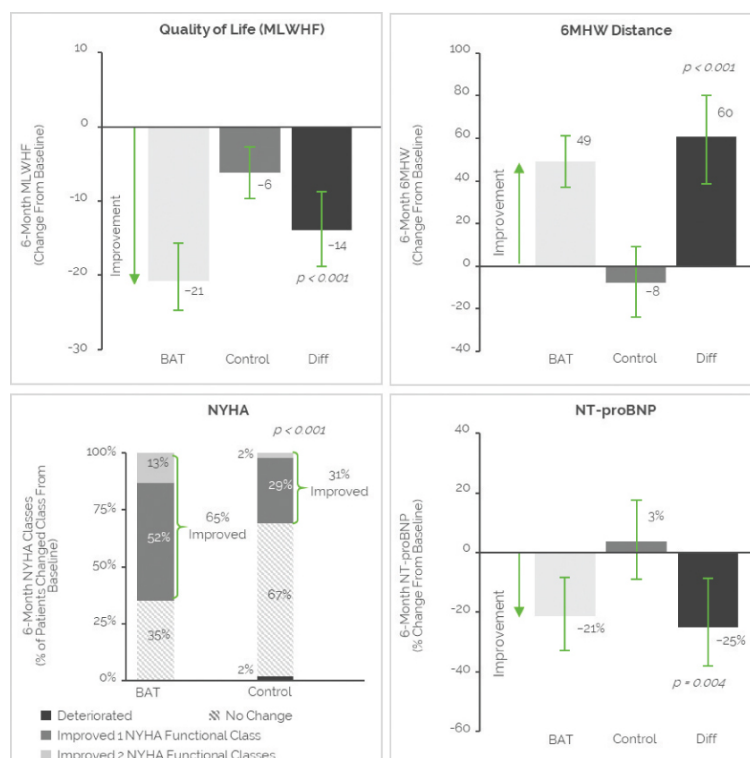 Quality of Life (MLWHF)
10
0
-10
-20
-30
6-Month MLWHF
(Change From Baseline)
Improvement
−21
−6
−14
p < 0.001
BAT
Control
Diff
6MHW Distance
100
80
60
40
20
0
-20
-40
6-Month 6MHW
(Change From Baseline)
Improvement
49
−8
60
p < 0.001
BAT
Control
Diff
NYHA
p < 0.001
100%
75%
50%
25%
0%
6-Month NYHA Classes
(% of Patients Changed Class From
Baseline)
13%
52%
35%
65%
Improved
2%
29%
67%
2%
31%
Improved
BAT
Control
Deteriorated
No Change
Improved 1 NYHA Functional Class
Improved 2 NYHA Functional Classes
NT-proBNP
40
20
0
-20
-40
-60
6-Month NT-proBNP
(% Change From Baseline)
Improvement
−21%
3%
−25%
p = 0.004
BAT
Control
Diff